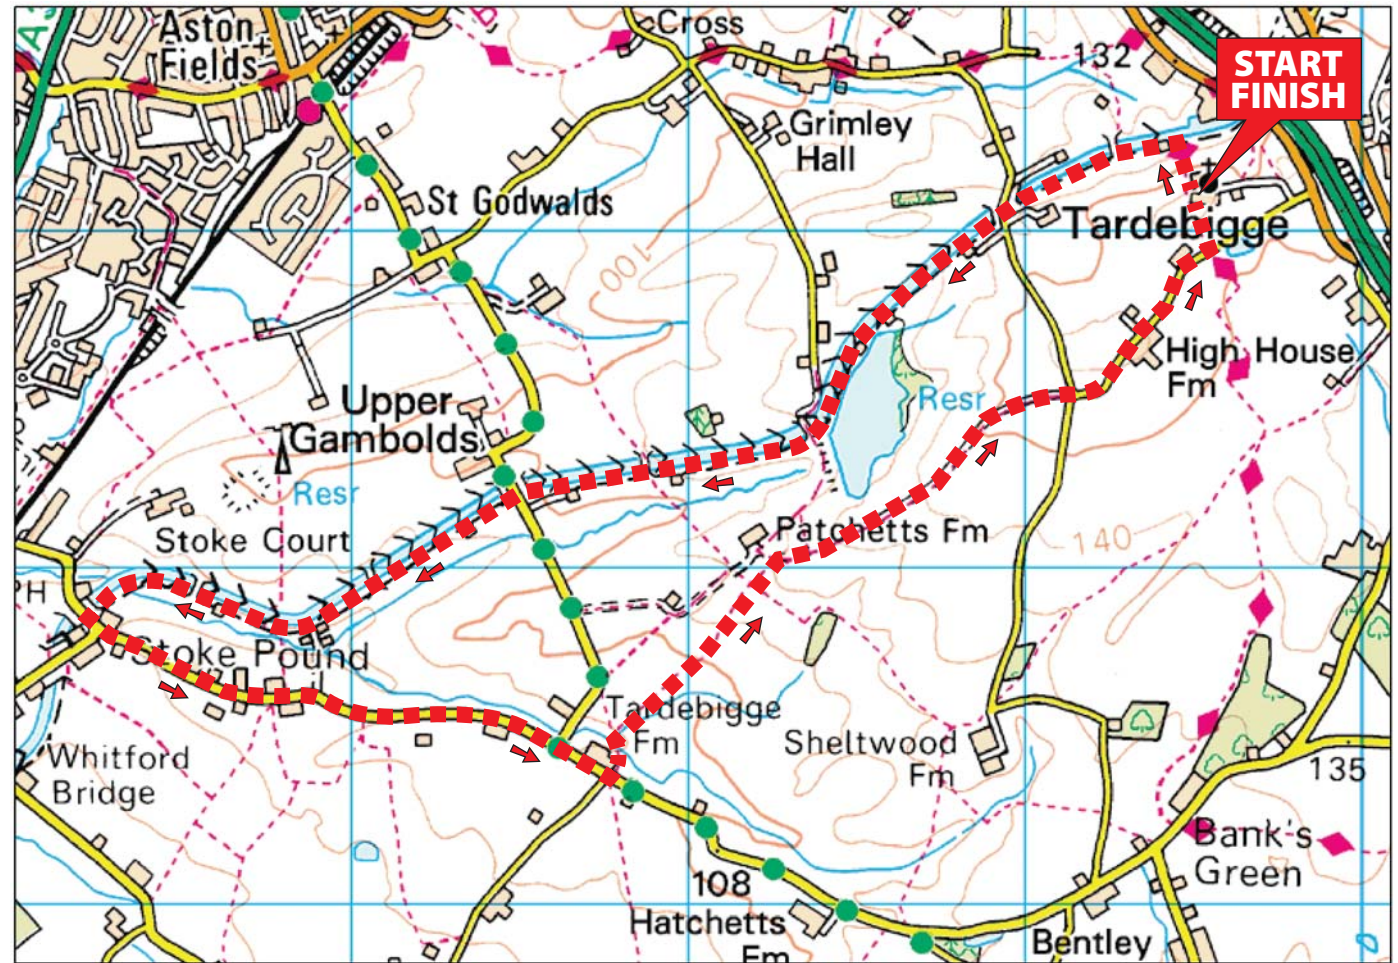 Aston
Fields
Cross
132
START
FINISH
Grimley
Hall
St Godwalds
Tardebigge
100
High House
Fm
Upper
Gambolds
Resr
Resr
Stoke Court
Patchetts Fm
140
PH
Stoke Pound
Tardebigge
Fm
Sheltwood
Fm
Whitford
Bridge
135
Bank's
Green
108
Hatchetts
Fm
Bentley